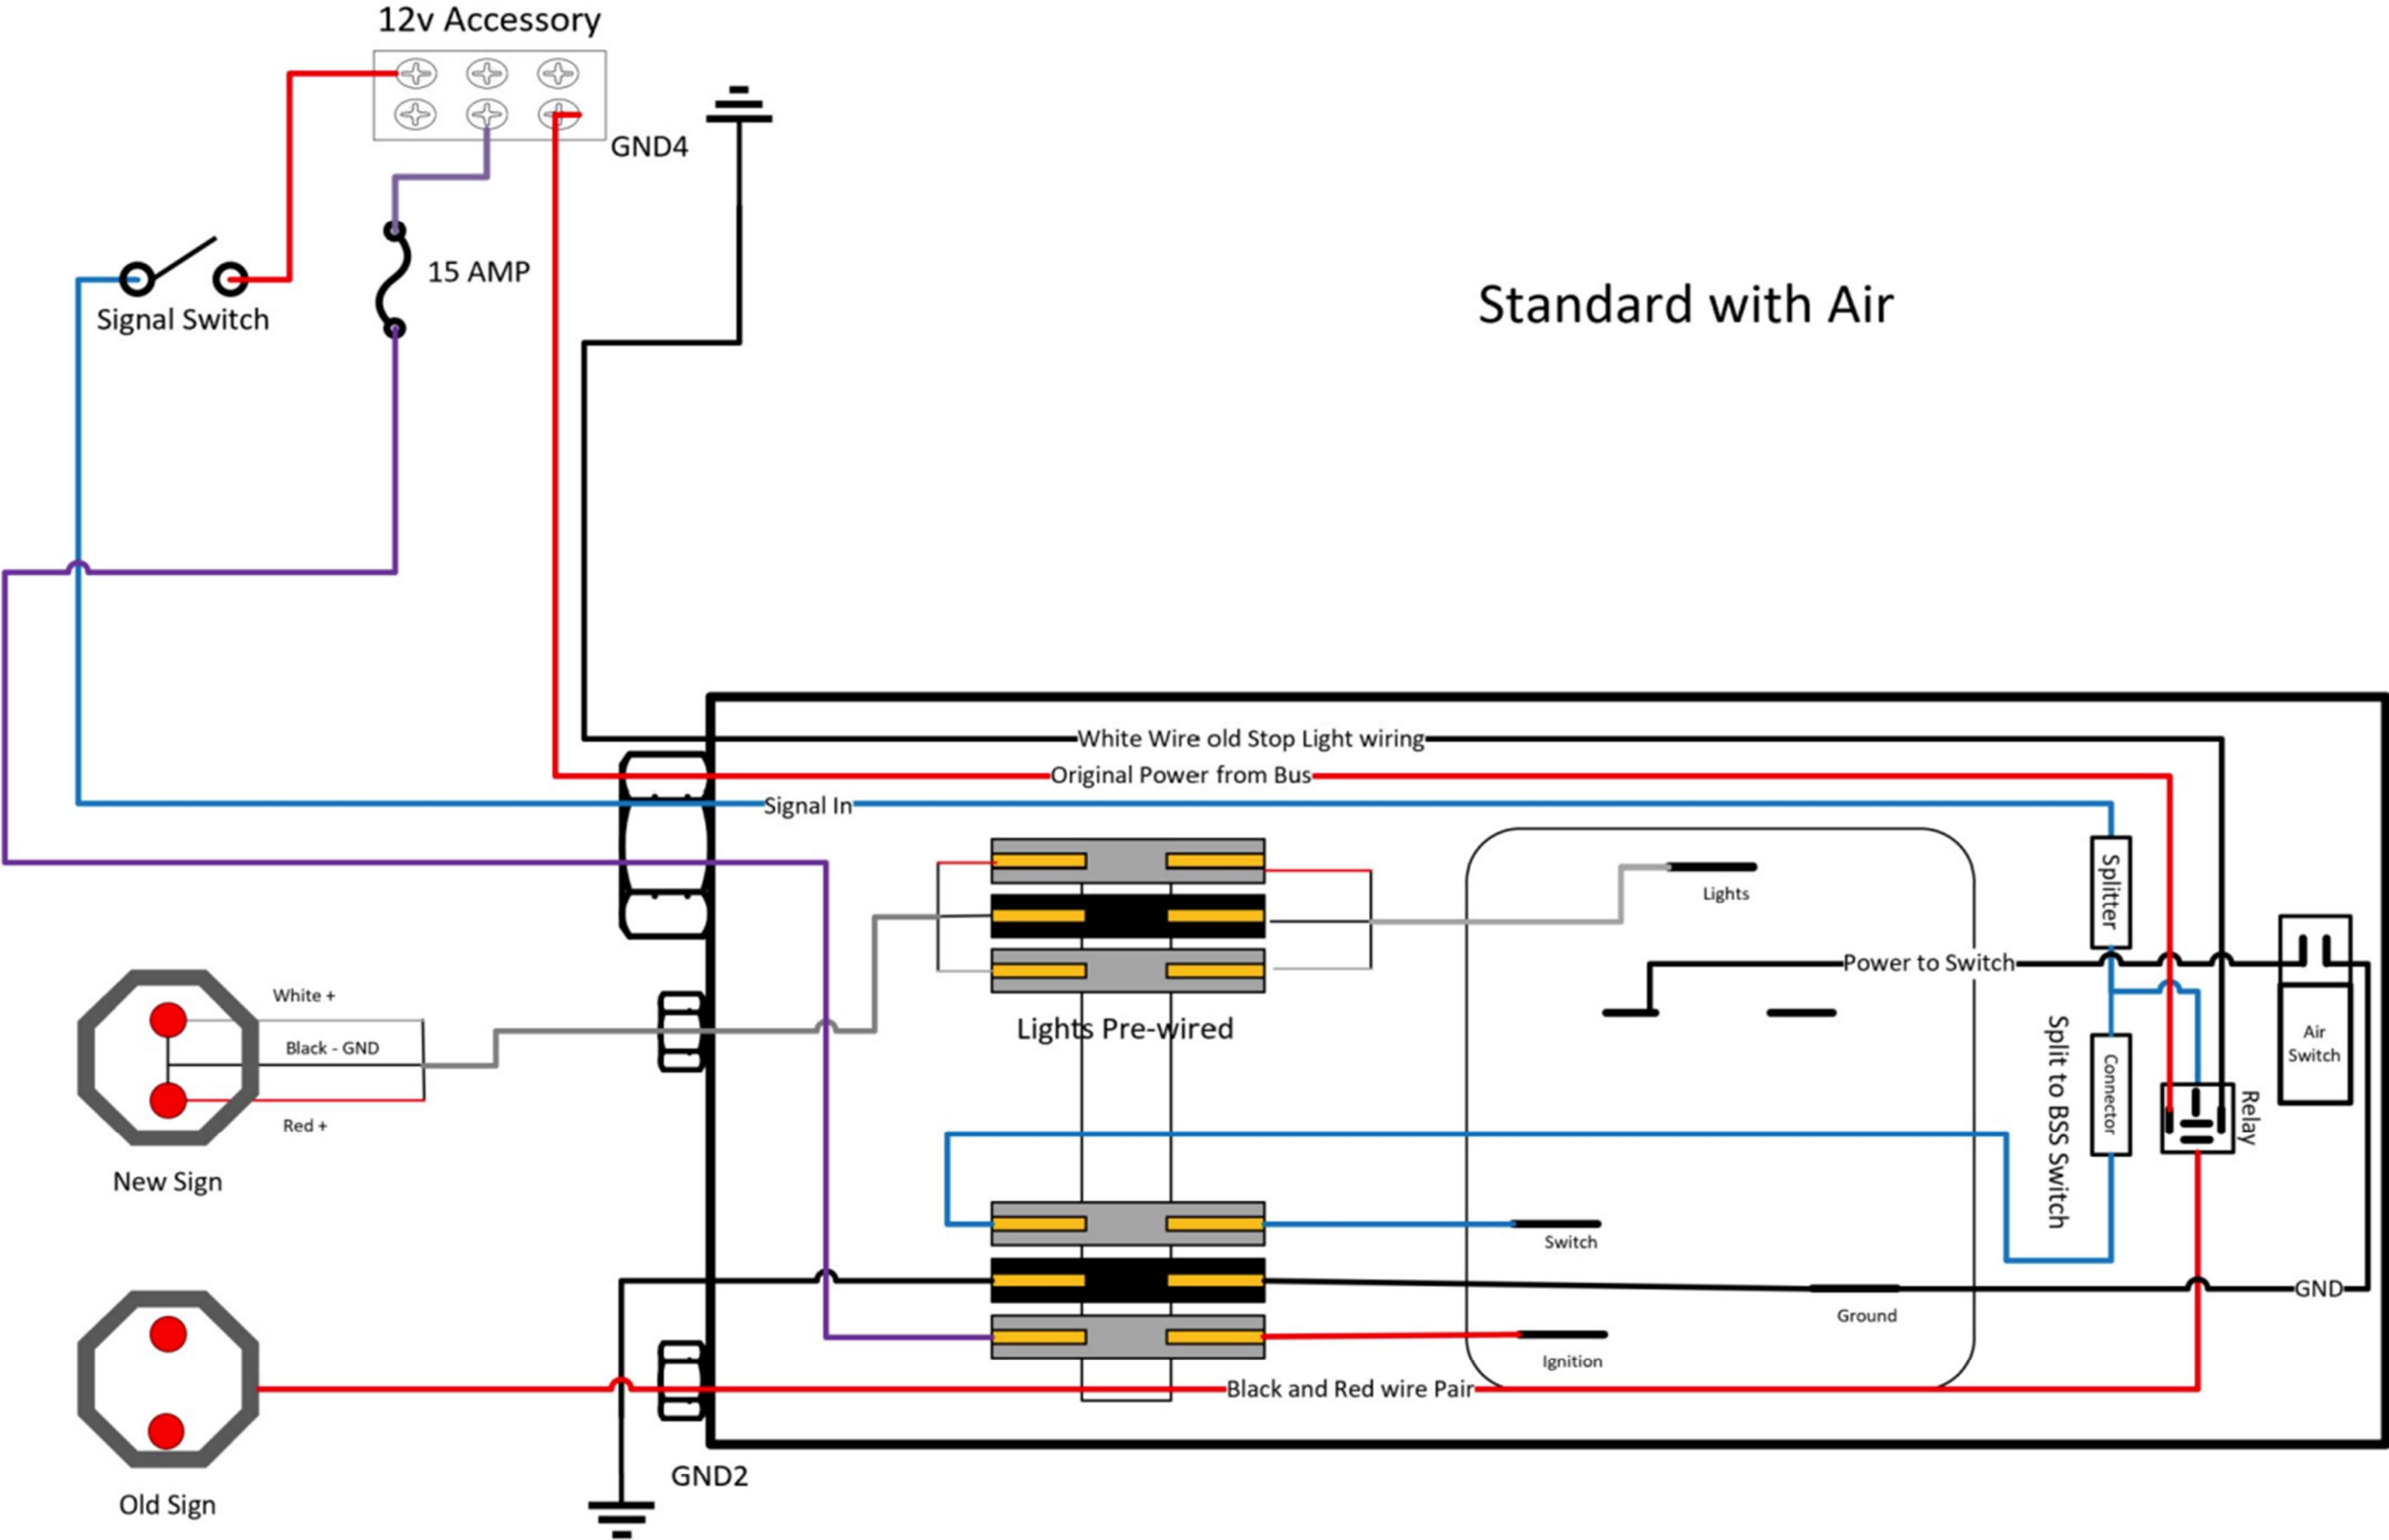 12v Accessory
GND4
15 AMP
Signal Switch
Standard with Air
White Wire old Stop Light wiring
Original Power from Bus
Signal In
Splitter
Lights
Power to Switch
White +
Black - GND
Red +
New Sign
Lights Pre-wired
Air
Switch
Connector
Split to BSS Switch
Relay
Switch
GND
Ground
Ignition
Black and Red wire Pair
GND2
Old Sign